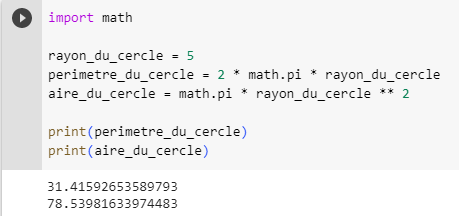 import math
rayon_du_cercle = 5
perimetre_du_cercle = 2 * math.pi * rayon_du_cercle
aire_du_cercle = math.pi * rayon_du_cercle ** 2
print(perimetre_du_cercle)
print(aire_du_cercle)
31.41592653589793
78.53981633974483